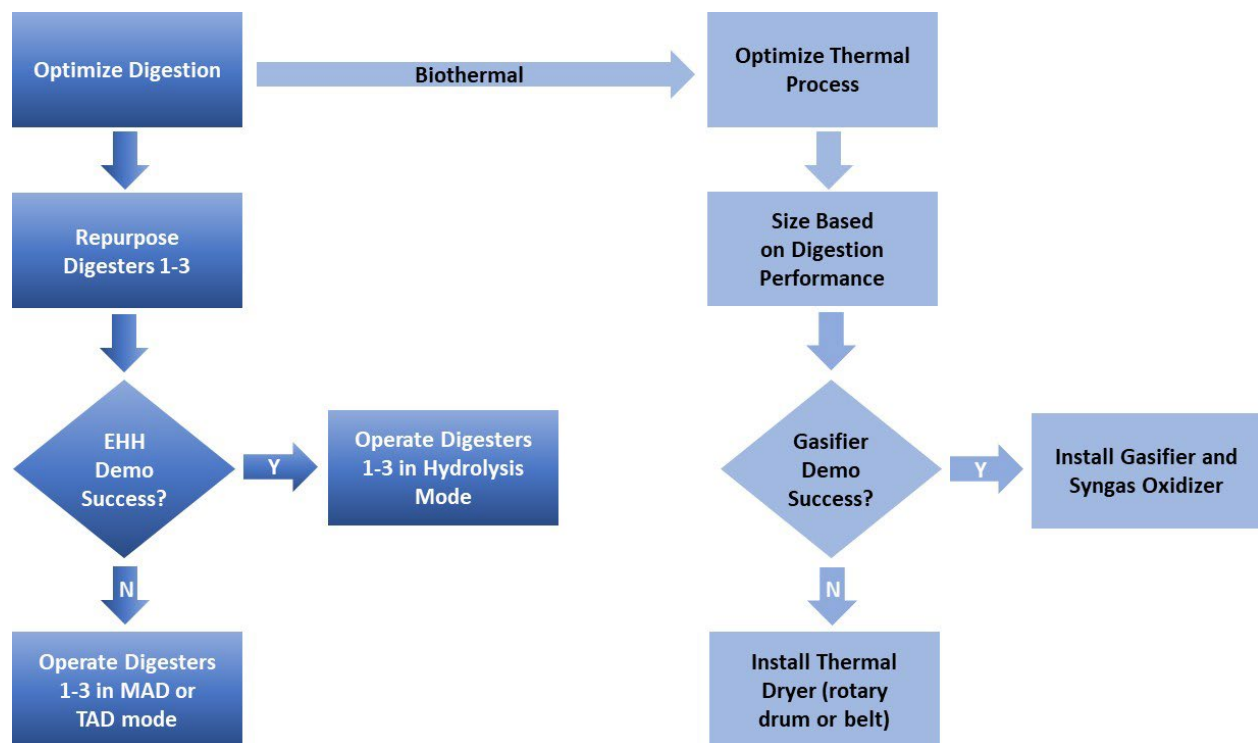 Optimize Digestion
Biothermal
Optimize Thermal
Process
Repurpose
Digesters 1-3
Size Based
on Digestion
Performance
EHH
Demo
Success?
Y
Operate Digesters
1-3 in Hydrolysis
Mode
Gasifier
Demo
Success?
Y
Install Gasifier and
Syngas Oxidizer
N
Operate Digesters
1-3 in MAD or
TAD mode
N
Install Thermal
Dryer (rotary
drum or belt)